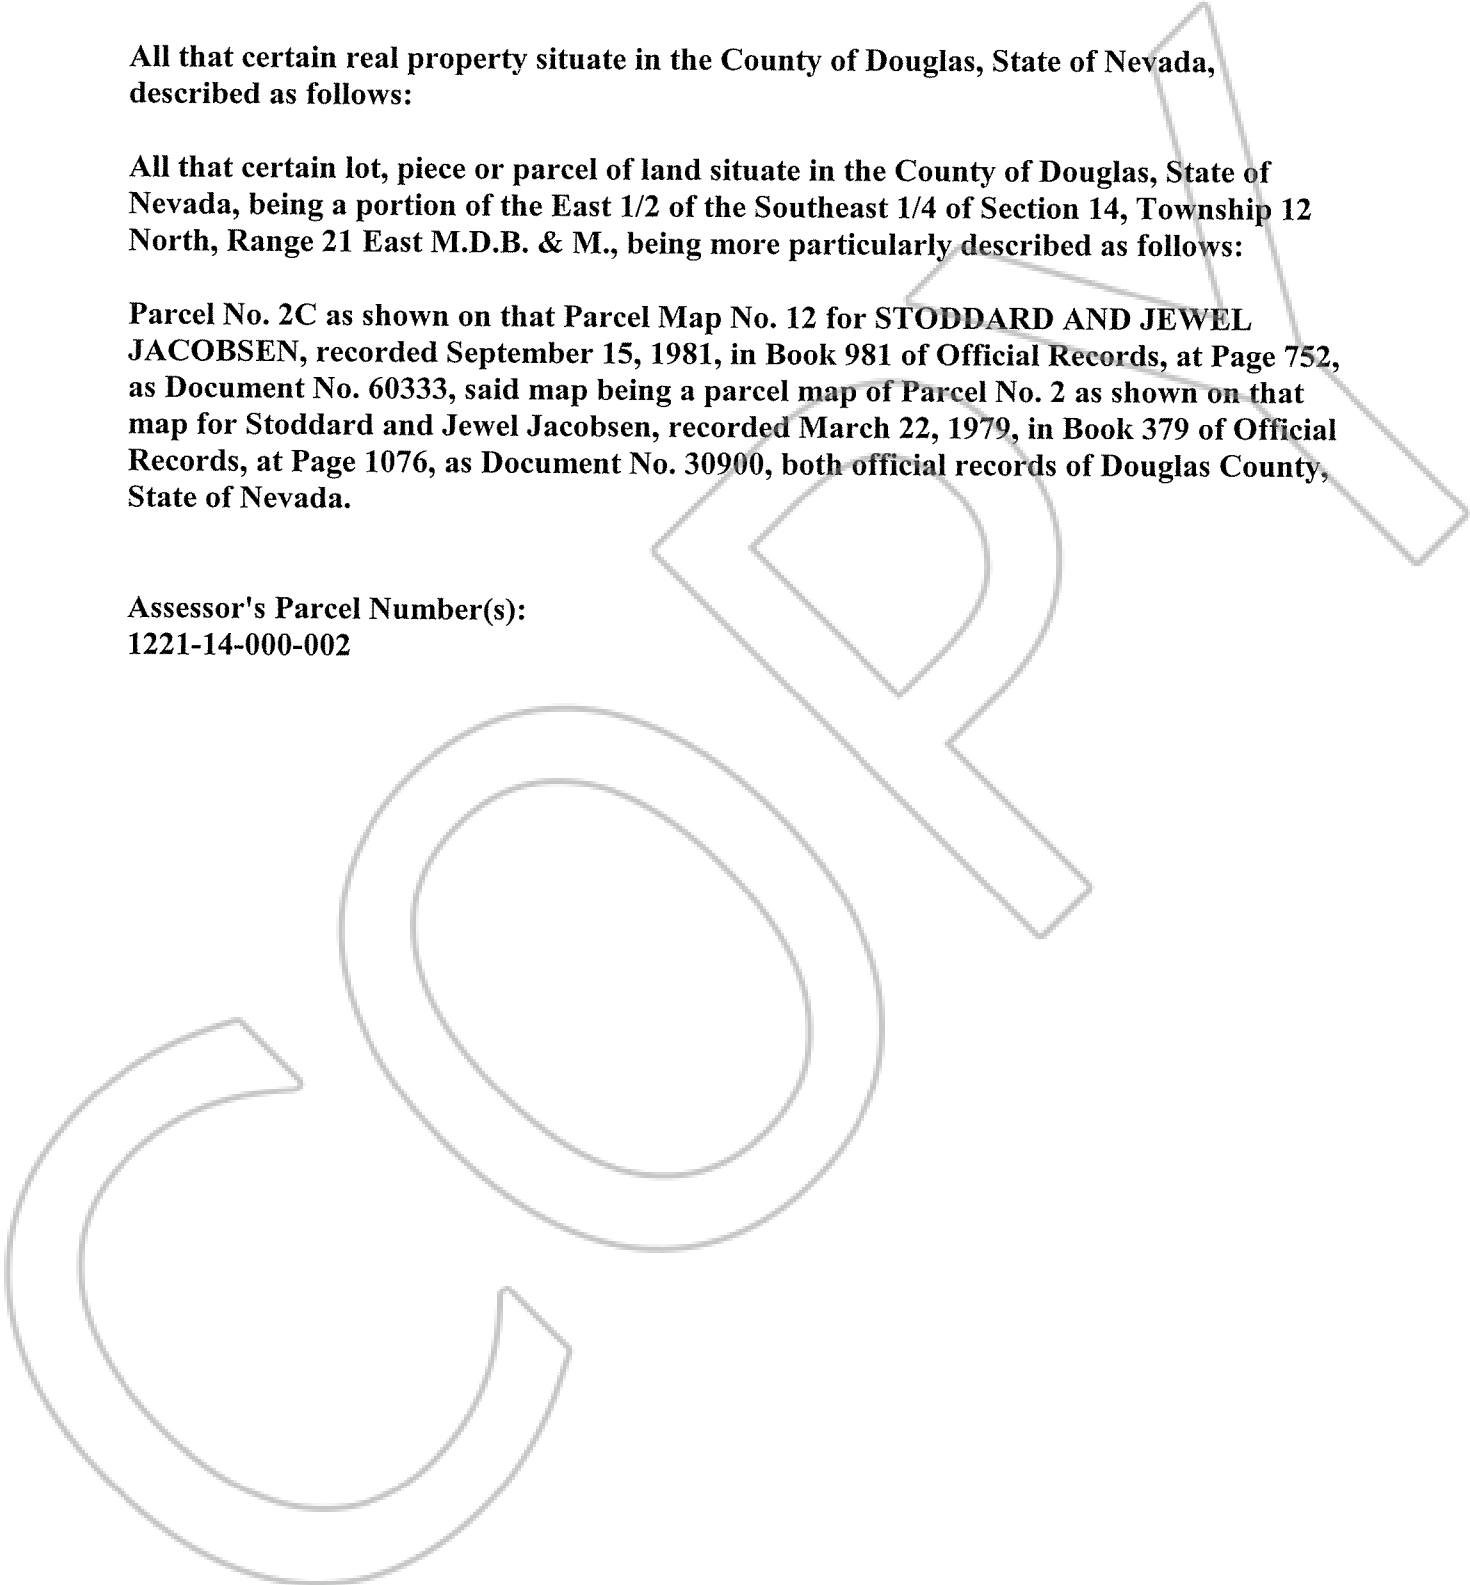 All that certain real property situate in the County of Douglas, State of Nevada,
described as follows:
All that certain lot, piece or parcel of land situate in the County of Douglas, State of
Nevada, being a portion of the East 1/2 of the Southeast 1/4 of Section 14, Township 12
North, Range 21 East M.D.B. & M., being more particularly described as follows:
Parcel No. 2C as shown on that Parcel Map No. 12 for STODDARD AND JEWEL
JACOBSEN, recorded September 15, 1981, in Book 981 of Official Records, at Page 752,
as Document No. 60333, said map being a parcel map of Parcel No. 2 as shown on that
map for Stoddard and Jewel Jacobsen, recorded March 22, 1979, in Book 379 of Official
Records, at Page 1076, as Document No. 30900, both official records of Douglas County,
State of Nevada.
Assessor's Parcel Number(s):
1221-14-000-002
COPY